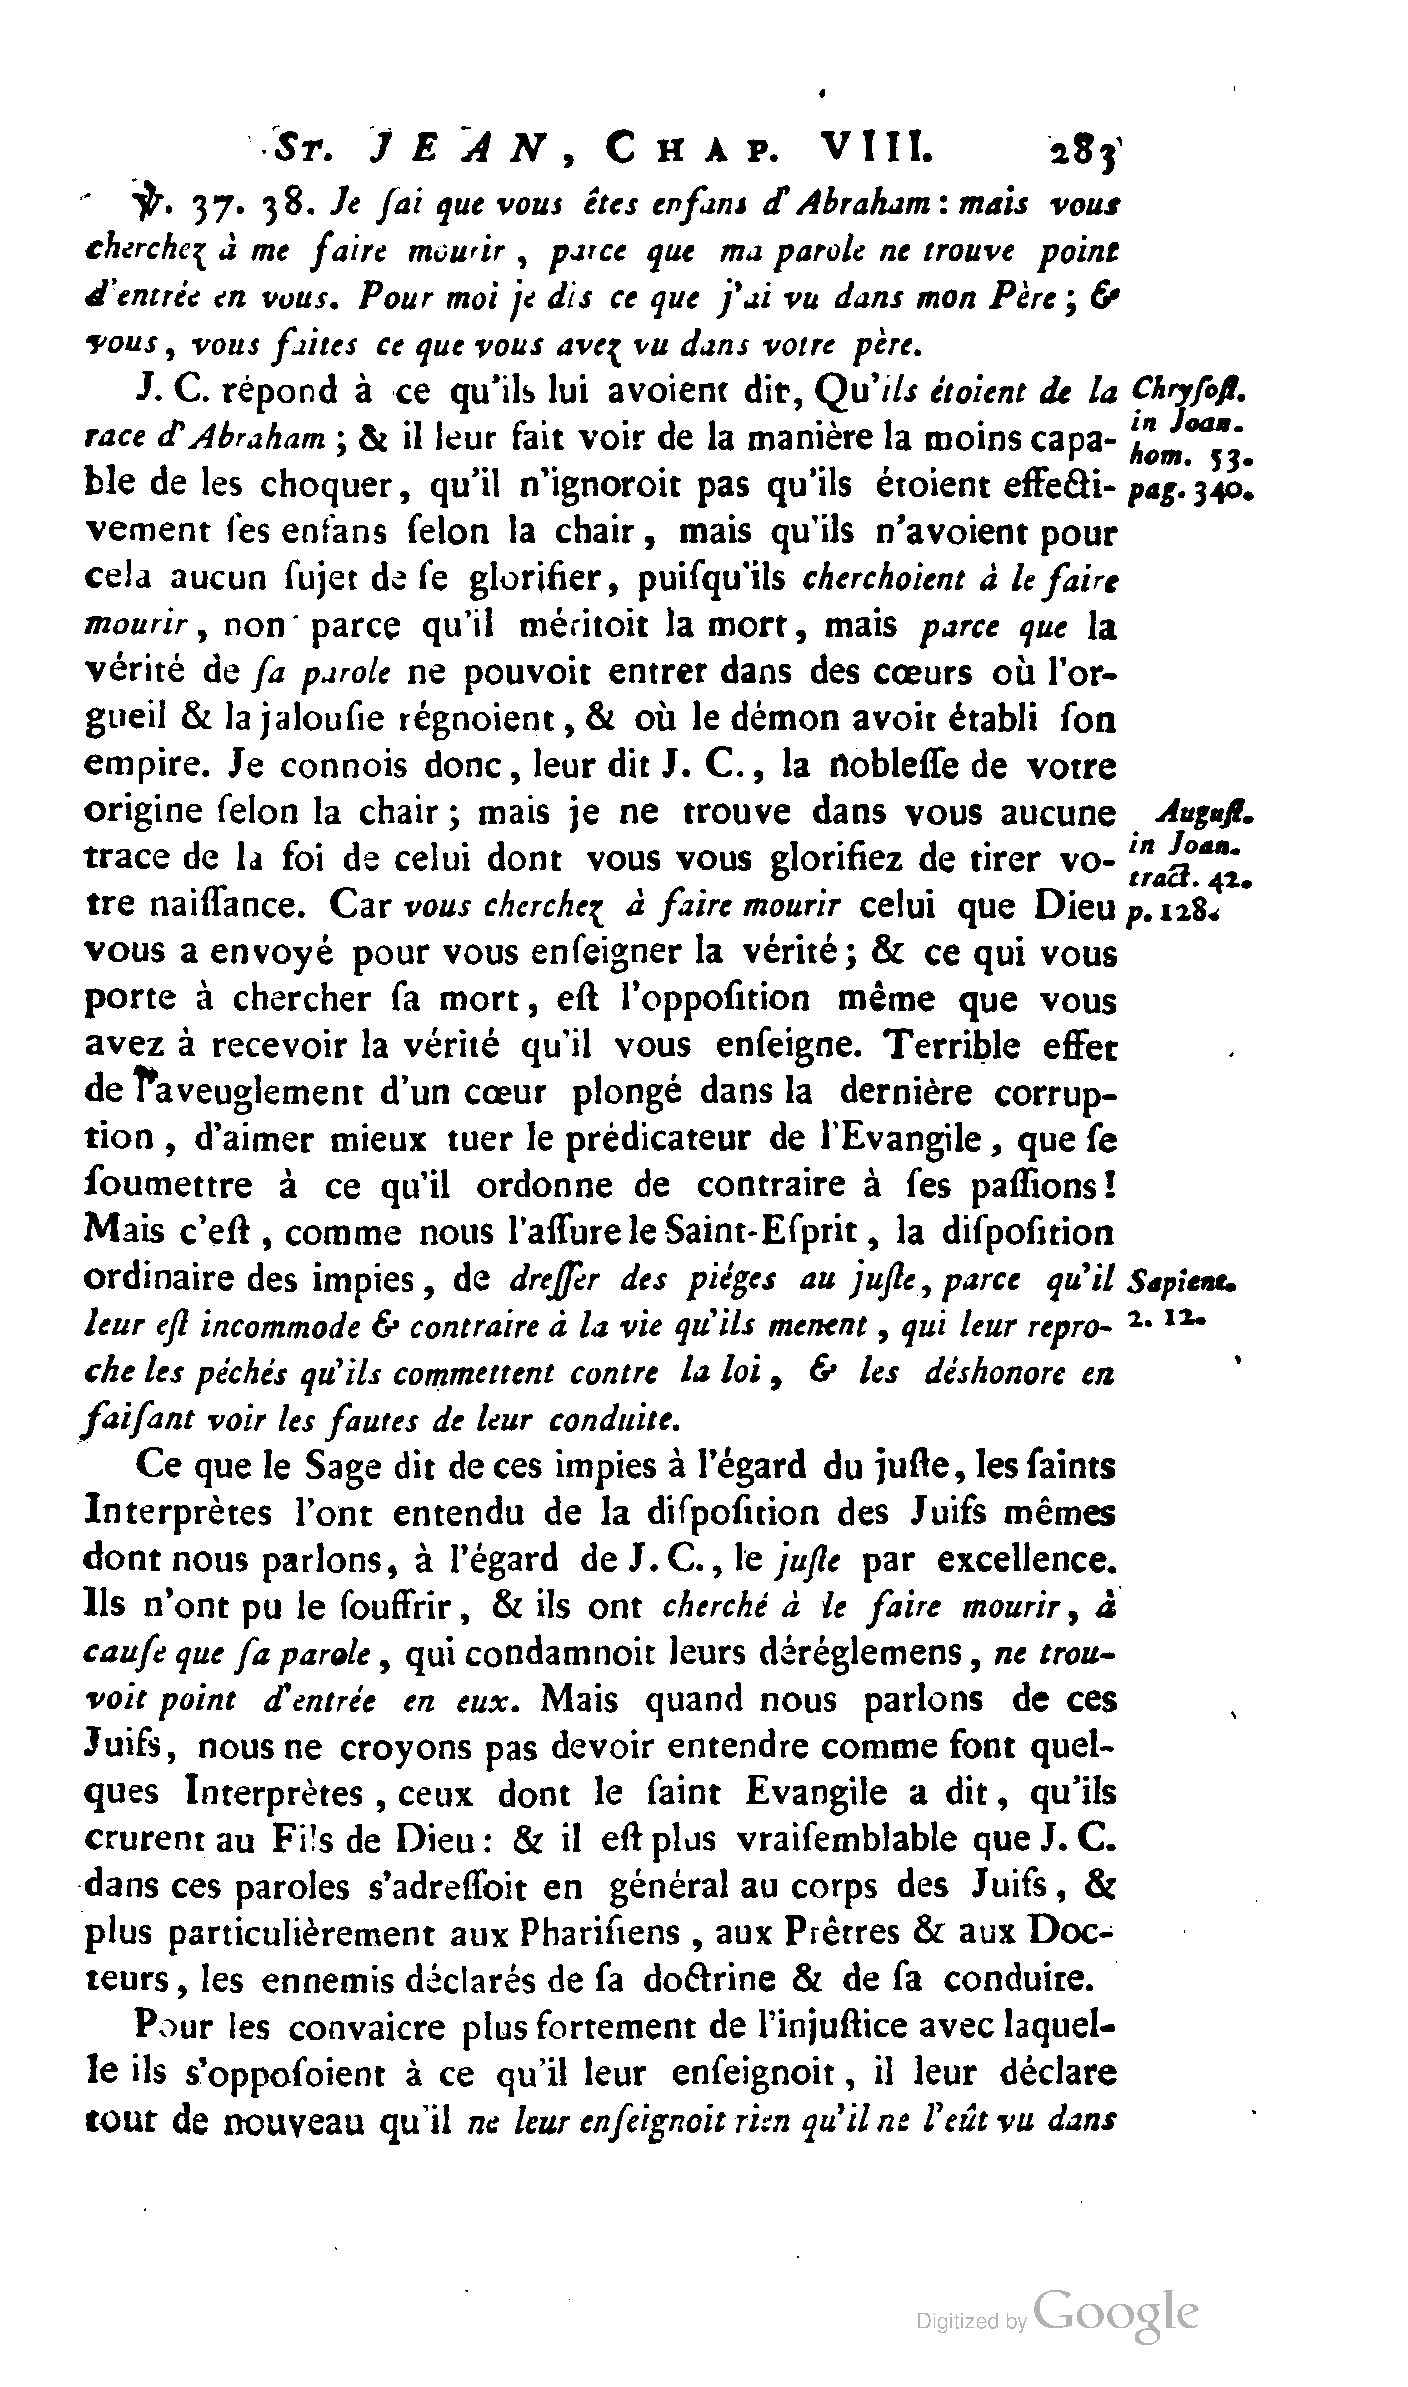 ST. JEAN, CHAP. VIII. 283
℣. 37. 38. Je ſai que vous êtes enfans d'Abraham : mais vous
cherchez à me faire mourir, parce que ma parole ne trouve point
d'entrée en vous. Pour moi je dis ce que j'ai vu dans mon Père ; &
vous, vous faites ce que vous avez vu dans votre père.
J. C. répond à ce qu'ils lui avoient dit, Qu'ils étoient de la
race d'Abraham ; & il leur fait voir de la manière la moins capa-
ble de les choquer, qu'il n'ignoroit pas qu'ils étoient effecti-
vement ſes enfans ſelon la chair, mais qu'ils n'avoient pour
cela aucun ſujet de ſe glorifier, puiſqu'ils cherchoient à le faire
mourir, non parce qu'il méritoit la mort, mais parce que la
vérité de ſa parole ne pouvoit entrer dans des cœurs où l'or-
gueil & la jalouſie régnoient, & où le démon avoit établi ſon
empire. Je connois donc, leur dit J. C., la nobleſſe de votre
origine ſelon la chair ; mais je ne trouve dans vous aucune
trace de la foi de celui dont vous vous glorifiez de tirer vo-
tre naiſſance. Car vous cherchez à faire mourir celui que Dieu
vous a envoyé pour vous enſeigner la vérité ; & ce qui vous
porte à chercher ſa mort, eſt l'oppoſition même que vous
avez à recevoir la vérité qu'il vous enſeigne. Terrible effet
de l'aveuglement d'un cœur plongé dans la dernière corrup-
tion, d'aimer mieux tuer le prédicateur de l'Evangile, que ſe
ſoumettre à ce qu'il ordonne de contraire à ſes paſſions !
Mais c'eſt, comme nous l'aſſure le Saint-Eſprit, la diſpoſition
ordinaire des impies, de dreſſer des piéges au juſte, parce qu'il
leur eſt incommode & contraire à la vie qu'ils menent, qui leur repro-
che les péchés qu'ils commettent contre la loi, & les déshonore en
faiſant voir les fautes de leur conduite.
Ce que le Sage dit de ces impies à l'égard du juſte, les ſaints
Interprètes l'ont entendu de la diſpoſition des Juifs mêmes
dont nous parlons, à l'égard de J. C., le juſte par excellence.
Ils n'ont pu le ſouffrir, & ils ont cherché à le faire mourir, à
cauſe que ſa parole, qui condamnoit leurs déréglemens, ne trou-
voit point d'entrée en eux. Mais quand nous parlons de ces
Juifs, nous ne croyons pas devoir entendre comme font quel-
ques Interprètes, ceux dont le ſaint Evangile a dit, qu'ils
crurent au Fils de Dieu : & il eſt plus vraiſemblable que J. C.
dans ces paroles s'adreſſoit en général au corps des Juifs, &
plus particulièrement aux Phariſiens, aux Prêtres & aux Doc-
teurs, les ennemis déclarés de ſa doctrine & de ſa conduite.
Pour les convaicre plus fortement de l'injuſtice avec laquel-
le ils s'oppoſoient à ce qu'il leur enſeignoit, il leur déclare
tout de nouveau qu'il ne leur enſeignoit rien qu'il ne l'eût vu dans
Chryſoſt.
in Joan.
hom. 53.
pag. 340.
Auguſt.
in Joan.
tract. 42.
p. 128.
Sapient.
2. 12.
Digitized by Google